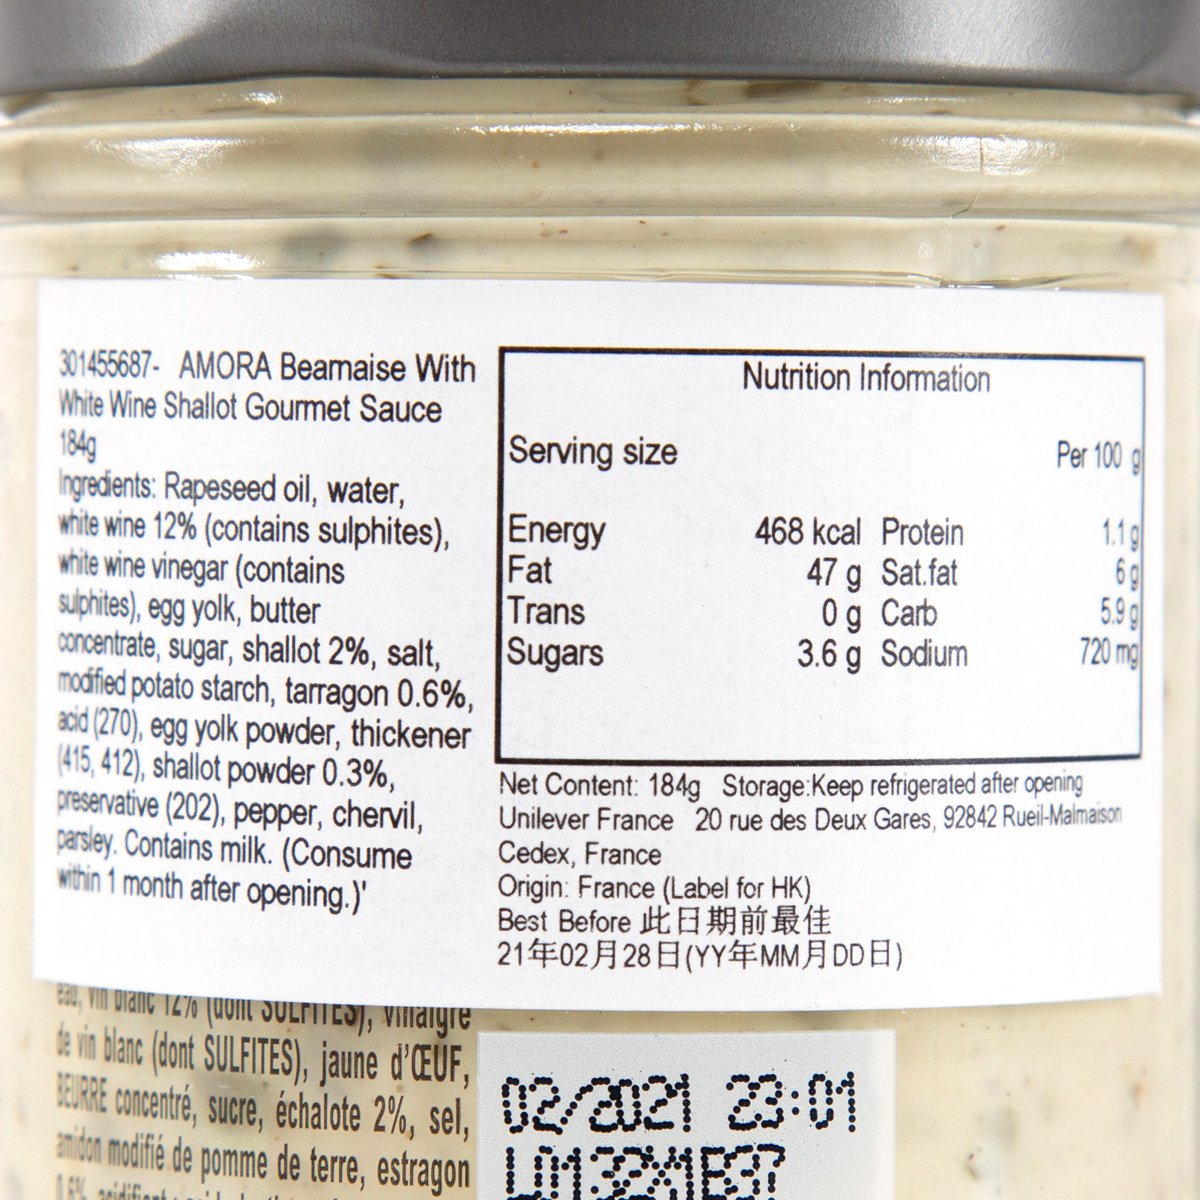 301455687- AMORA Bearnaise With
White Wine Shallot Gourmet Sauce
184g
Ingredients: Rapeseed oil, water,
white wine 12% (contains sulphites),
white wine vinegar (contains
sulphites), egg yolk, butter
concentrate, sugar, shallot 2%, salt,
modified potato starch, tarragon 0.6%,
acid (270), egg yolk powder, thickener
(415, 412), shallot powder 0.3%,
preservative (202), pepper, chervil,
parsley. Contains milk. (Consume
within 1 month after opening.)'
Nutrition Information
Serving size Per 100 g
Energy 468 kcal Protein 1.1 g
Fat 47 g Sat.fat 6 g
Trans 0 g Carb 5.9 g
Sugars 3.6 g Sodium 720 mg
Net Content: 184g Storage:Keep refrigerated after opening
Unilever France 20 rue des Deux Gares, 92842 Rueil-Malmaison
Cedex, France
Origin: France (Label for HK)
Best Before 此日期前最佳
21年02月28日(YY年MM月DD日)
eau, vin blanc 12% (dont SULFITES), vinaigre
de vin blanc (dont SULFITES), jaune d'ŒUF,
BEURRE concentré, sucre, échalote 2%, sel,
amidon modifié de pomme de terre, estragon
02/2021 23:01